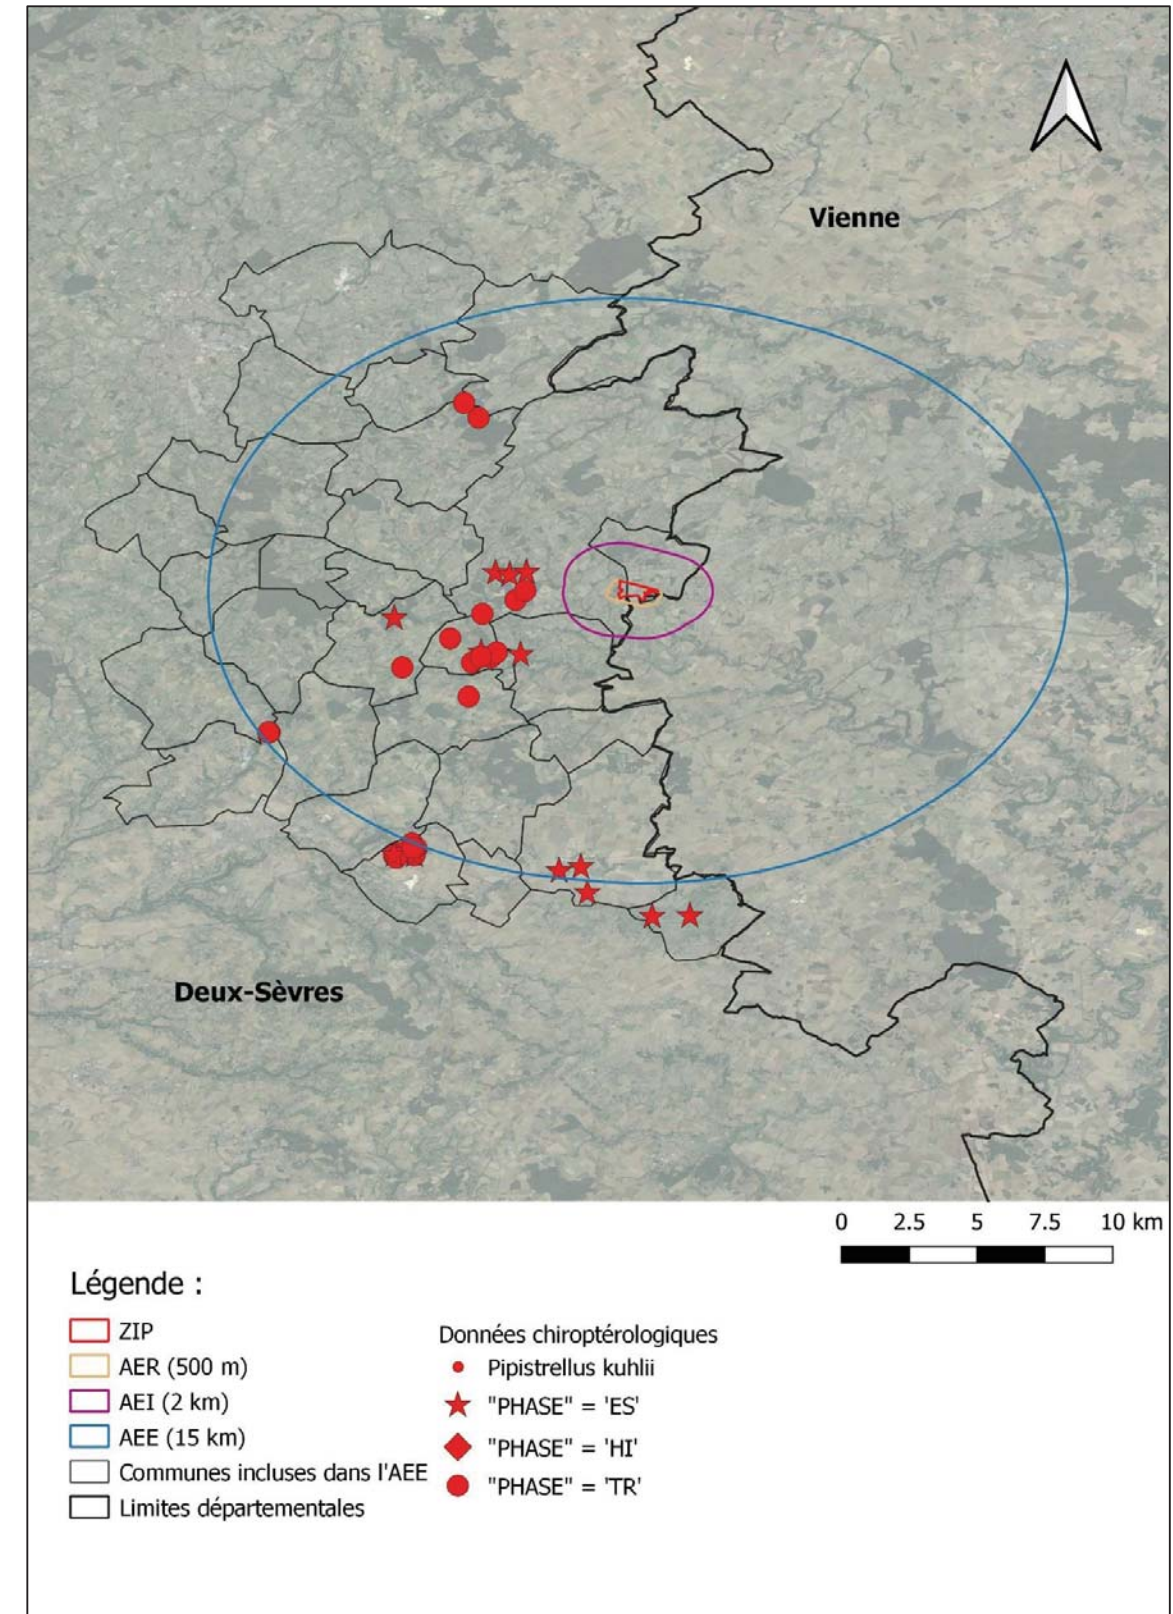 Vienne
Deux-Sèvres
0 2.5 5 7.5 10 km
Légende :
ZIP
AER (500 m)
AEI (2 km)
AEE (15 km)
Communes incluses dans l'AEE
Limites départementales
Données chiroptérologiques
Pipistrellus kuhlii
"PHASE" = 'ES'
"PHASE" = 'HI'
"PHASE" = 'TR'